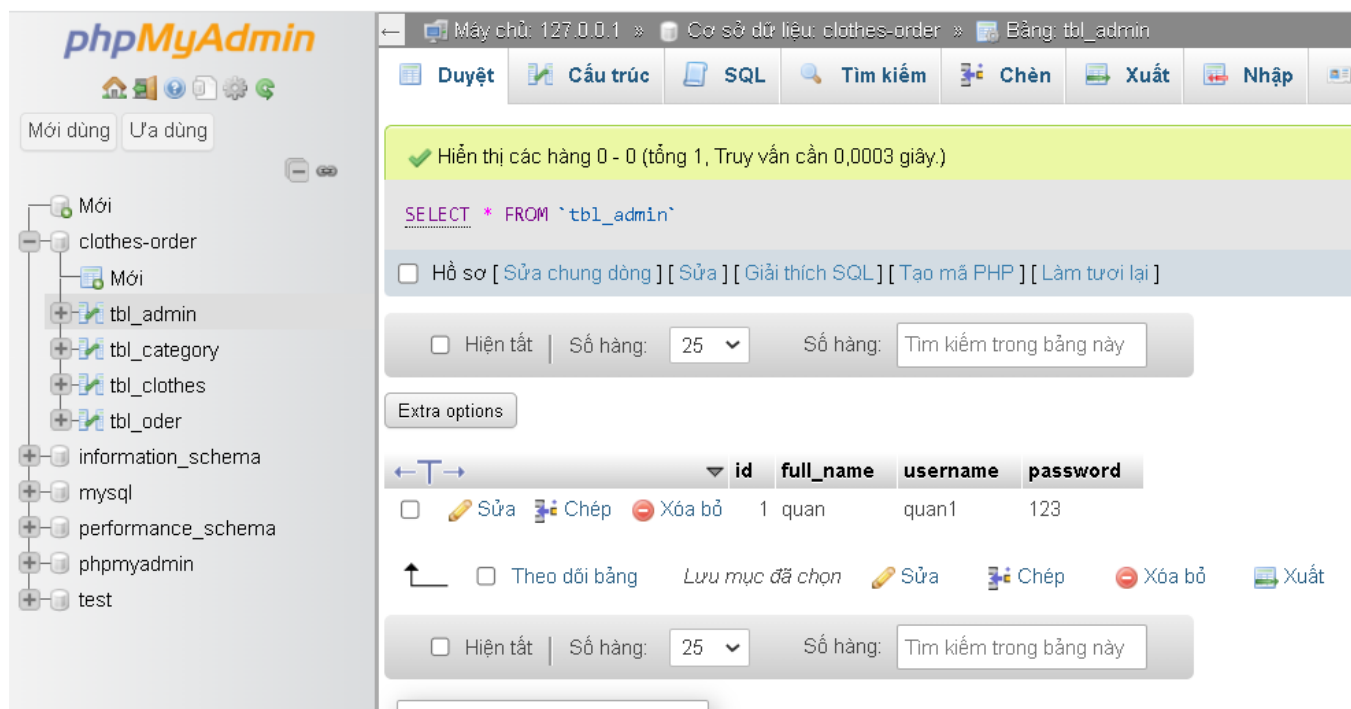 phpMyAdmin
Mới dùng Ưa dùng
Mới
clothes-order
Mới
tbl_admin
tbl_category
tbl_clothes
tbl_oder
information_schema
mysql
performance_schema
phpmyadmin
test
Máy chủ: 127.0.0.1 » Cơ sở dữ liệu: clothes-order » Bảng: tbl_admin
Duyệt Cấu trúc SQL Tìm kiếm Chèn Xuất Nhập
Hiển thị các hàng 0 - 0 (tổng 1, Truy vấn cần 0,0003 giây.)
SELECT * FROM `tbl_admin`
Hồ sơ [ Sửa chung dòng ] [ Sửa ] [ Giải thích SQL ] [ Tạo mã PHP ] [ Làm tươi lại ]
Hiện tất | Số hàng: 25 Số hàng: Tìm kiếm trong bảng này
Extra options
←T→ id full_name username password
Sửa Chép Xóa bỏ 1 quan quan1 123
Theo dõi bảng Lưu mục đã chọn Sửa Chép Xóa bỏ Xuất
Hiện tất | Số hàng: 25 Số hàng: Tìm kiếm trong bảng này